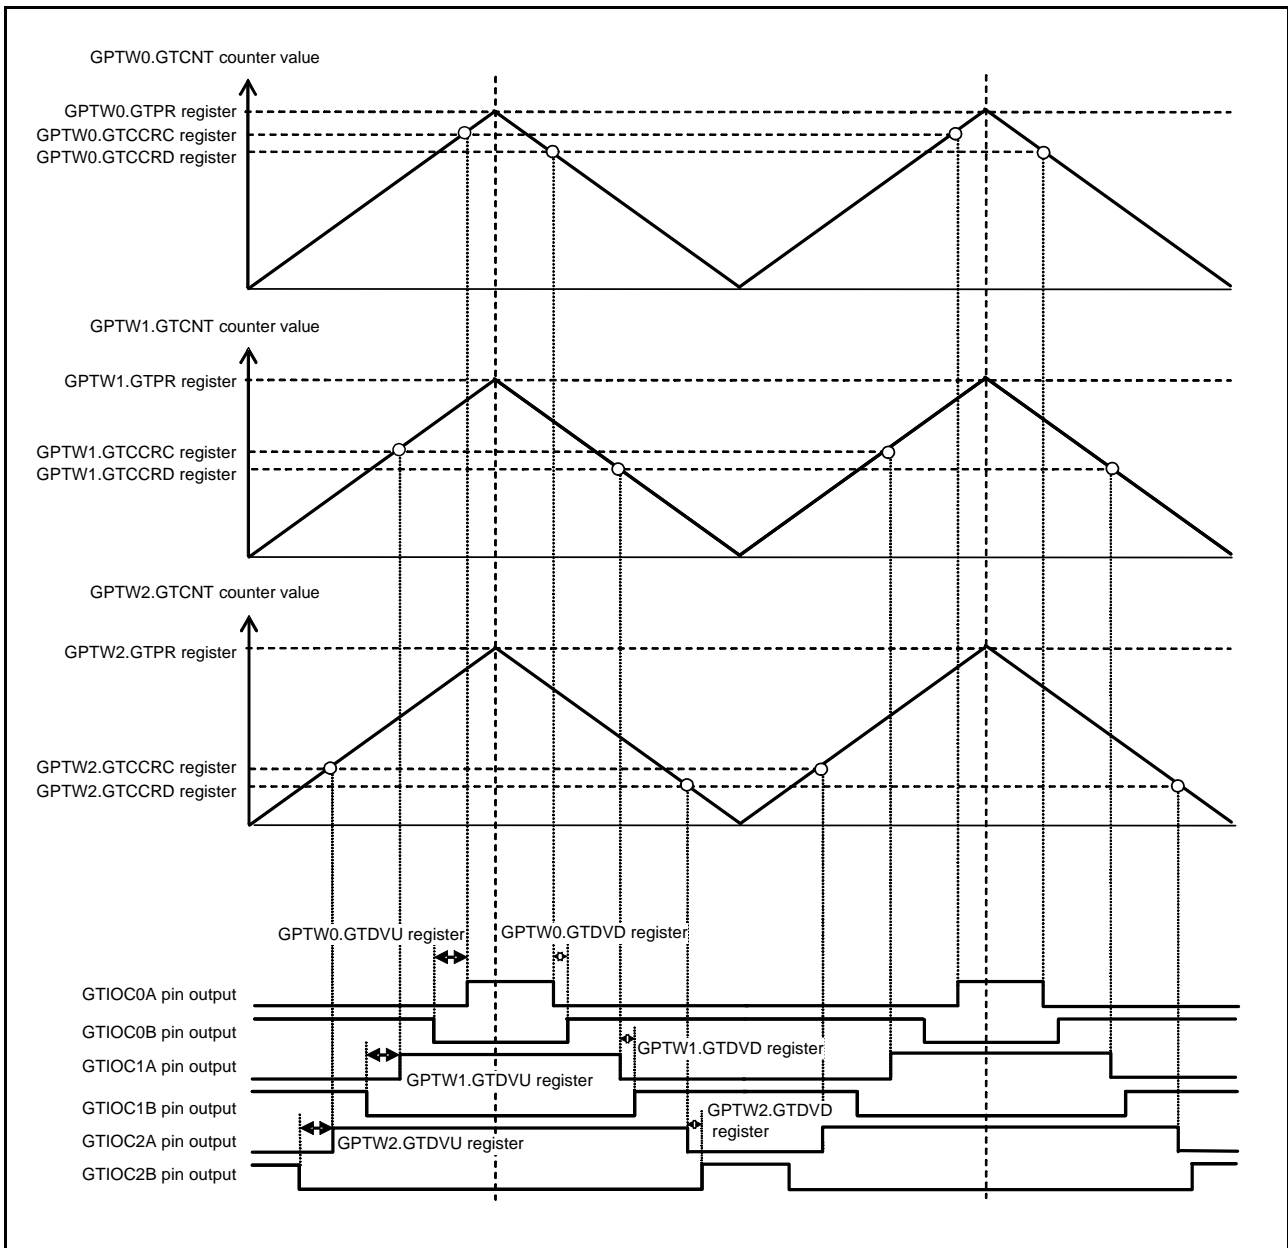 GPTW0.GTCNT counter value
GPTW0.GTPR register
GPTW0.GTCCRC register
GPTW0.GTCCRD register
GPTW1.GTCNT counter value
GPTW1.GTPR register
GPTW1.GTCCRC register
GPTW1.GTCCRD register
GPTW2.GTCNT counter value
GPTW2.GTPR register
GPTW2.GTCCRC register
GPTW2.GTCCRD register
GPTW0.GTDVU register
GPTW0.GTDVD register
GTIOC0A pin output
GTIOC0B pin output
GPTW1.GTDVD register
GTIOC1A pin output
GPTW1.GTDVU register
GTIOC1B pin output
GPTW2.GTDVD
register
GTIOC2A pin output
GPTW2.GTDVU register
GTIOC2B pin output